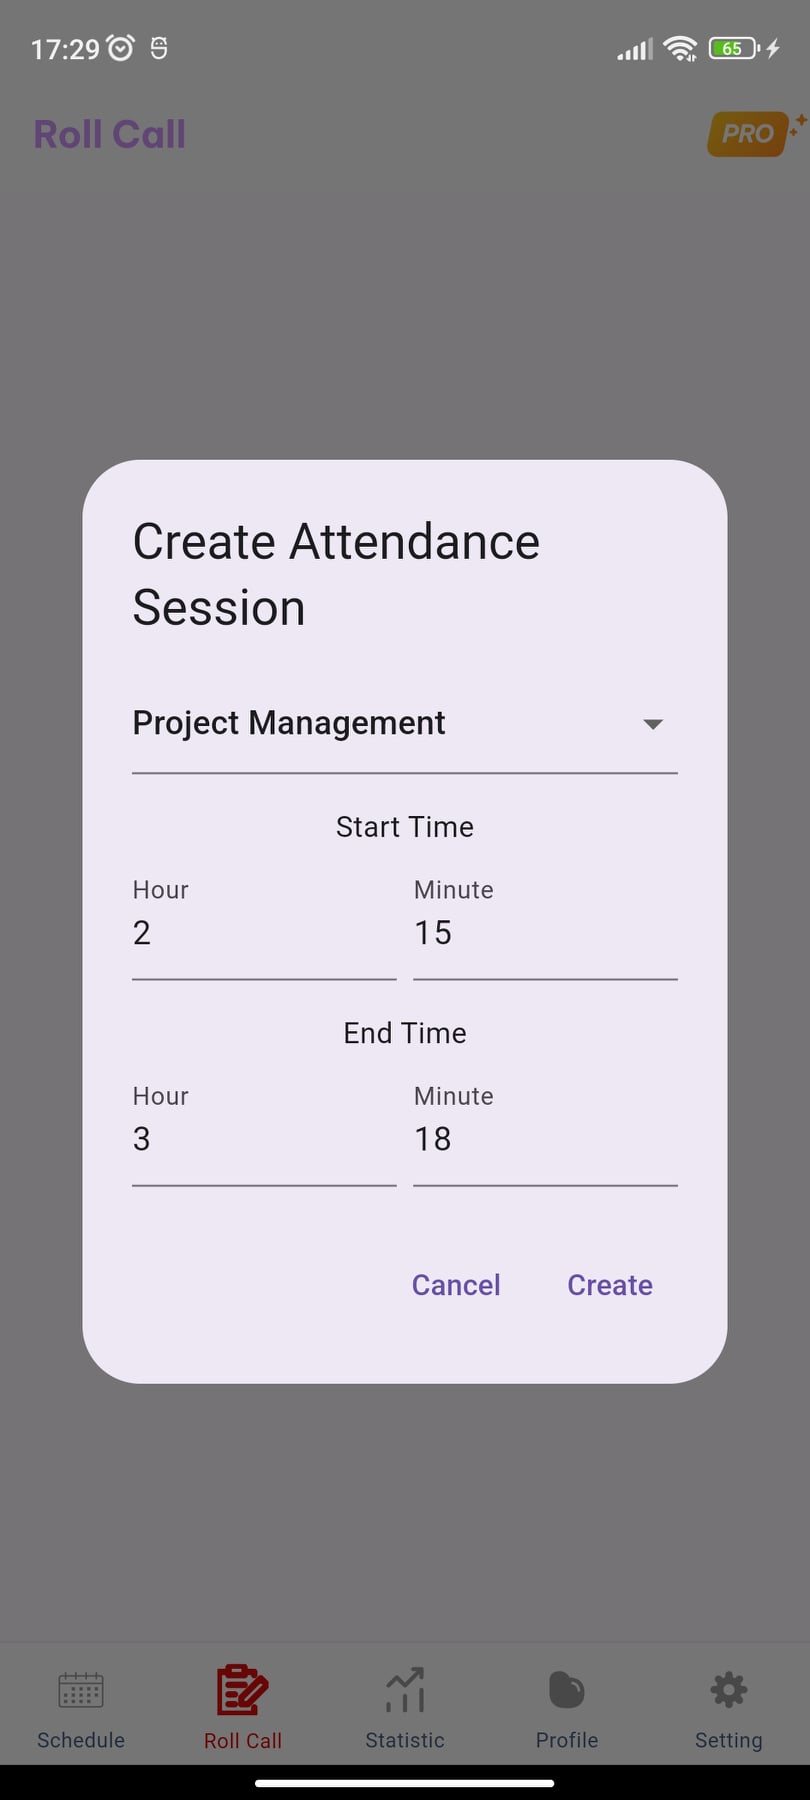 17:29
65
Roll Call
PRO
Create Attendance
Session
Project Management
Start Time
Hour
Minute
2
15
End Time
Hour
Minute
3
18
Cancel
Create
Schedule
Roll Call
Statistic
Profile
Setting